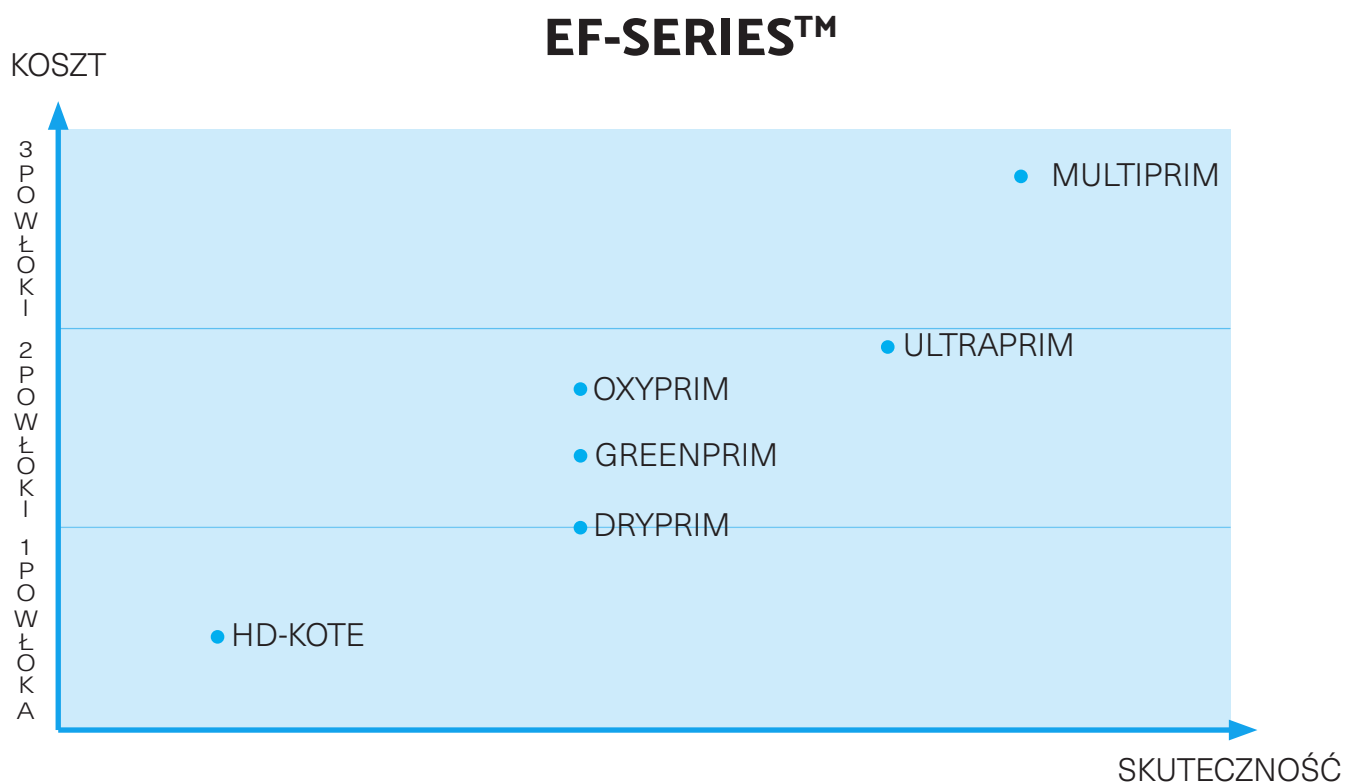 EF-SERIES™
KOSZT
3 POWŁOKI
MULTIPRIM
2 POWŁOKI
ULTRAPRIM
OXYPRIM
GREENPRIM
DRYPRIM
1 POWŁOKA
HD-KOTE
SKUTECZNOŚĆ